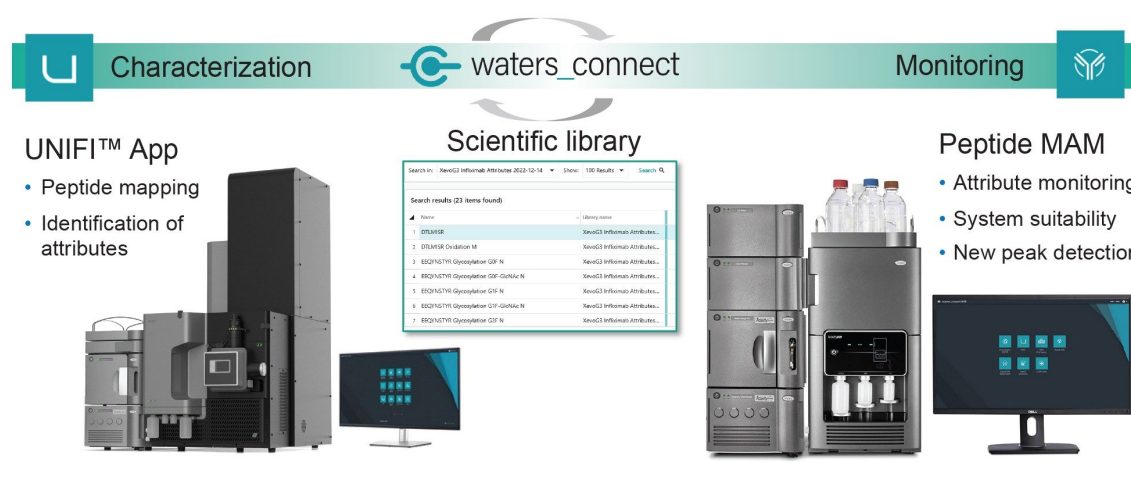 Characterization
waters_connect
Monitoring
UNIFI™ App
• Peptide mapping
• Identification of
attributes
Scientific library
Search in: XevoG3 Infliximab Attributes 2022-12-14 Show: 100 Results Search
Search results (23 items found)
Name Library name
1 DTLMISR XevoG3 Infliximab Attributes...
2 DTLMISR Oxidation M XevoG3 Infliximab Attributes...
3 EEQYNSTYR Glycosylation G0F N XevoG3 Infliximab Attributes...
4 EEQYNSTYR Glycosylation G0F-GlcNAc N XevoG3 Infliximab Attributes...
5 EEQYNSTYR Glycosylation G1F N XevoG3 Infliximab Attributes...
6 EEQYNSTYR Glycosylation G1F-GlcNAc N XevoG3 Infliximab Attributes...
7 EEQYNSTYR Glycosylation G2F N XevoG3 Infliximab Attributes...
Peptide MAM
• Attribute monitoring
• System suitability
• New peak detection
DELL